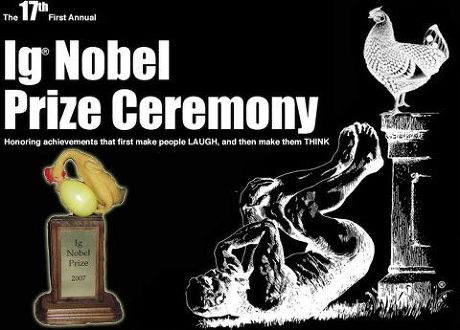 The 17th First Annual
Ig® Nobel
Prize Ceremony
Honoring achievements that first make people LAUGH, and then make them THINK
Ig
Nobel
Prize
2007
®